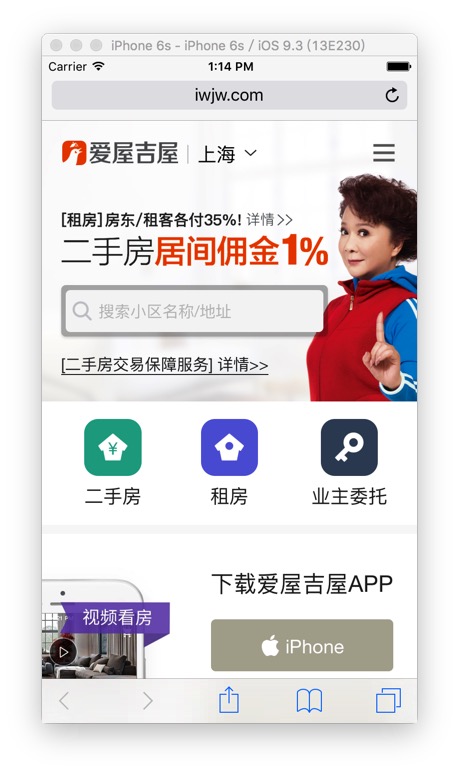 iPhone 6s - iPhone 6s / iOS 9.3 (13E230)
Carrier 1:14 PM
iwjw.com
爱屋吉屋 上海
[租房]房东/租客各付35%! 详情>>
二手房居间佣金1%
搜索小区名称/地址
[二手房交易保障服务] 详情>>
二手房 租房 业主委托
下载爱屋吉屋APP
视频看房
iPhone